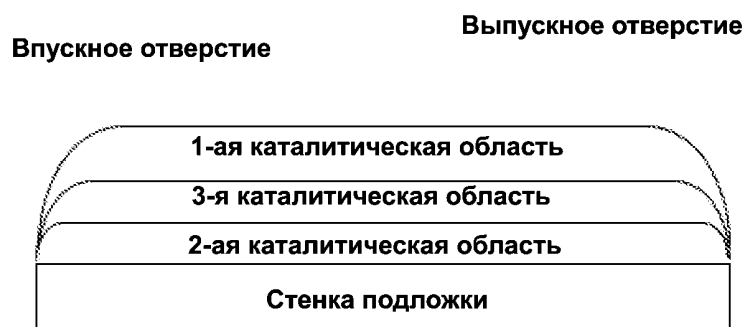 Впускное отверстие
Выпускное отверстие
1-ая каталитическая область
3-я каталитическая область
2-ая каталитическая область
Стенка подложки